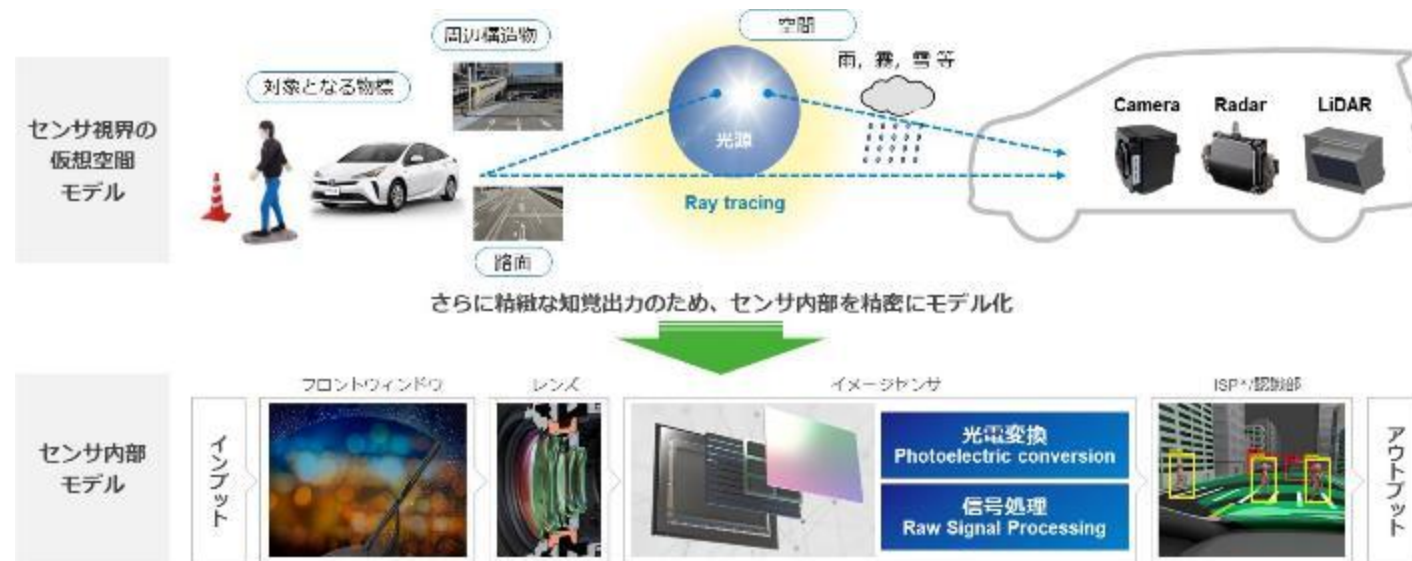 周辺構造物
空間
対象となる物標
雨, 霧, 雪 等
センサ視界の
仮想空間
モデル
光源
Camera
Radar
LiDAR
Ray tracing
路面
さらに精緻な知覚出力のため、センサ内部を精密にモデル化
センサ内部
モデル
インプット
フロントウィンドウ
レンズ
イメージセンサ
光電変換
Photoelectric conversion
信号処理
Raw Signal Processing
ISP*/認識部
アウトプット